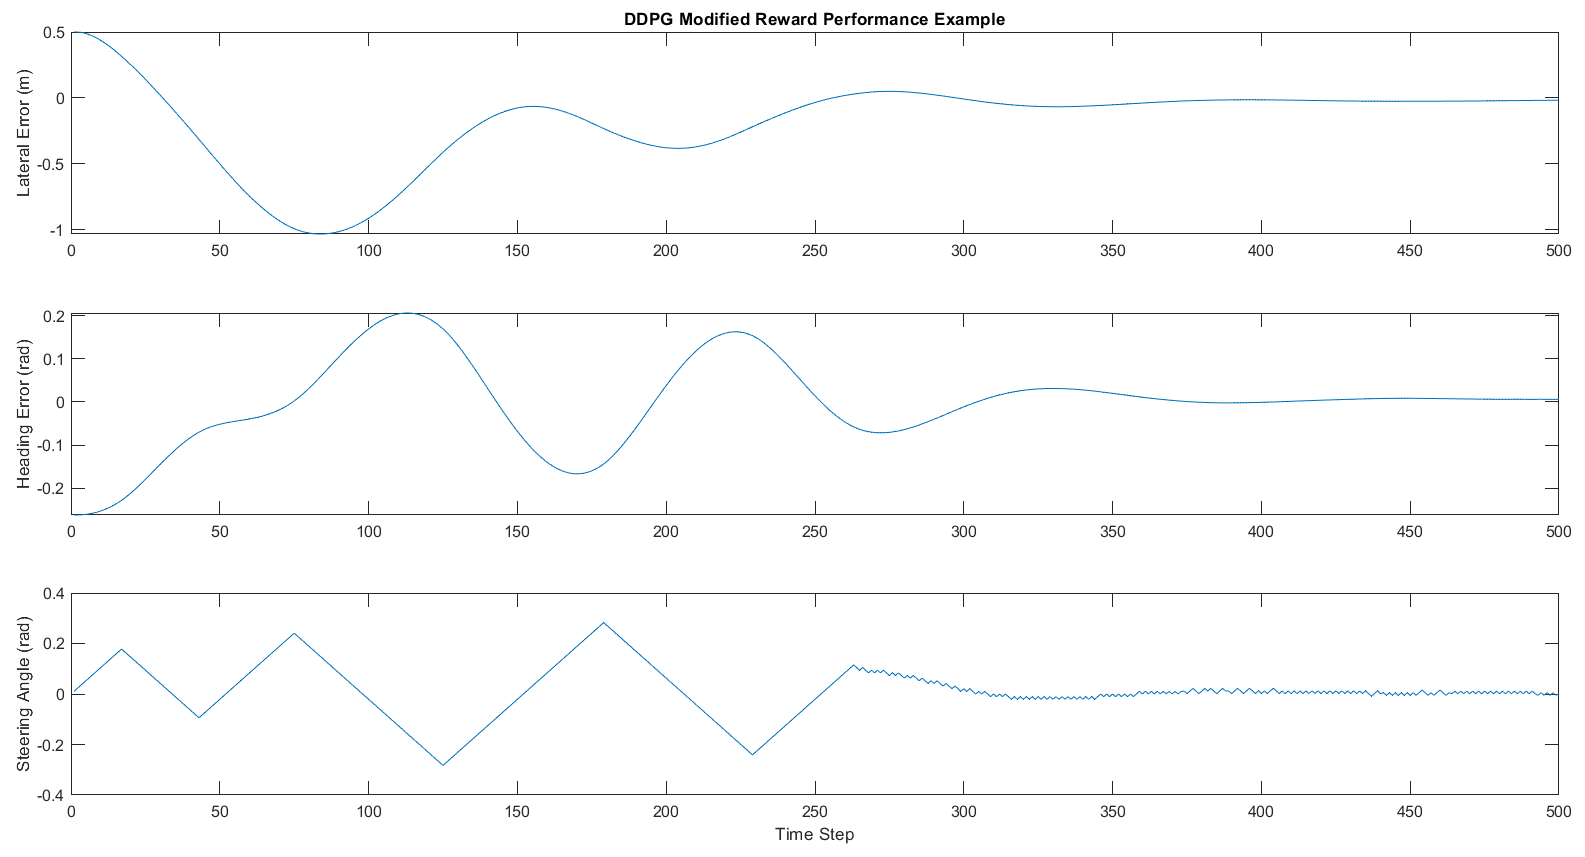 DDPG Modified Reward Performance Example
Lateral Error (m)
0.5
0
-0.5
-1
0 50 100 150 200 250 300 350 400 450 500
Heading Error (rad)
0.2
0.1
0
-0.1
-0.2
0 50 100 150 200 250 300 350 400 450 500
Steering Angle (rad)
0.4
0.2
0
-0.2
-0.4
0 50 100 150 200 250 300 350 400 450 500
Time Step